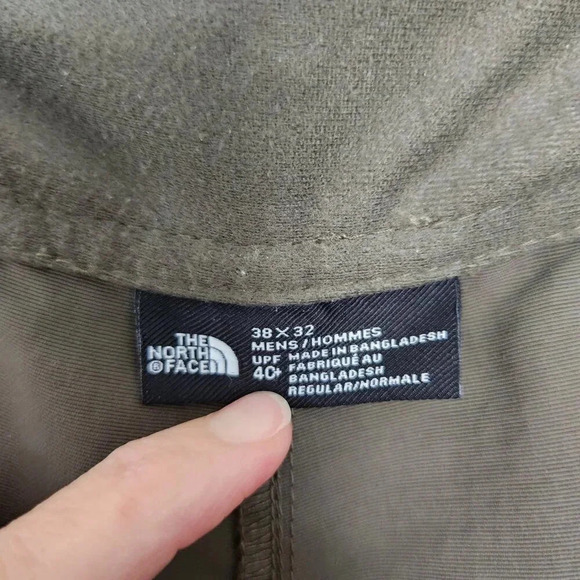 THE
NORTH
®FACE
38 X 32
MENS/HOMMES
UPF MADE IN BANGLADESH
40+ FABRIQUÉ AU
BANGLADESH
REGULAR/NORMALE